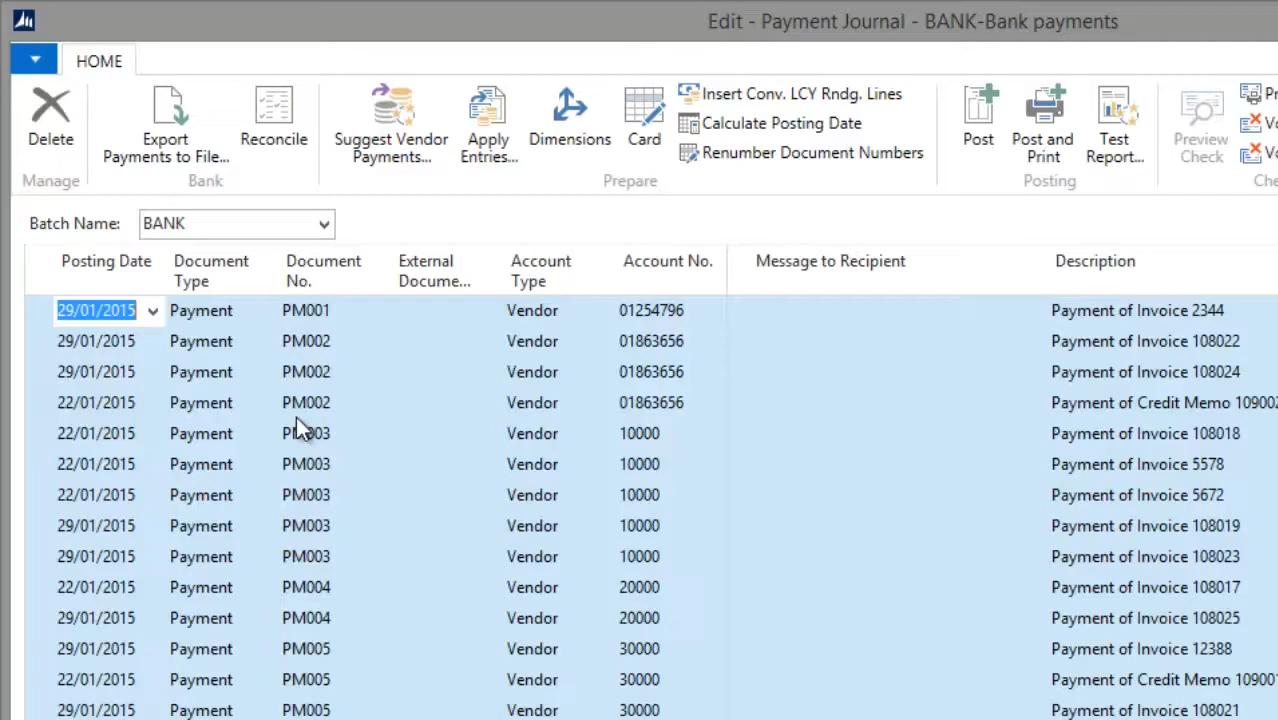 Edit - Payment Journal - BANK-Bank payments
HOME
Delete
Export Payments to File...
Reconcile
Suggest Vendor Payments...
Apply Entries...
Dimensions
Card
Insert Conv. LCY Rndg. Lines
Calculate Posting Date
Renumber Document Numbers
Post
Post and Print
Test Report...
Preview Check
Manage
Bank
Prepare
Posting
Batch Name: BANK
Posting Date Document Type Document No. External Docume... Account Type Account No. Message to Recipient Description
29/01/2015 Payment PM001 Vendor 01254796 Payment of Invoice 2344
29/01/2015 Payment PM002 Vendor 01863656 Payment of Invoice 108022
29/01/2015 Payment PM002 Vendor 01863656 Payment of Invoice 108024
22/01/2015 Payment PM002 Vendor 01863656 Payment of Credit Memo 109002
22/01/2015 Payment PM003 Vendor 10000 Payment of Invoice 108018
22/01/2015 Payment PM003 Vendor 10000 Payment of Invoice 5578
22/01/2015 Payment PM003 Vendor 10000 Payment of Invoice 5672
29/01/2015 Payment PM003 Vendor 10000 Payment of Invoice 108019
29/01/2015 Payment PM003 Vendor 10000 Payment of Invoice 108023
22/01/2015 Payment PM004 Vendor 20000 Payment of Invoice 108017
29/01/2015 Payment PM004 Vendor 20000 Payment of Invoice 108025
29/01/2015 Payment PM005 Vendor 30000 Payment of Invoice 12388
22/01/2015 Payment PM005 Vendor 30000 Payment of Credit Memo 109001
29/01/2015 Payment PM005 Vendor 30000 Payment of Invoice 108021